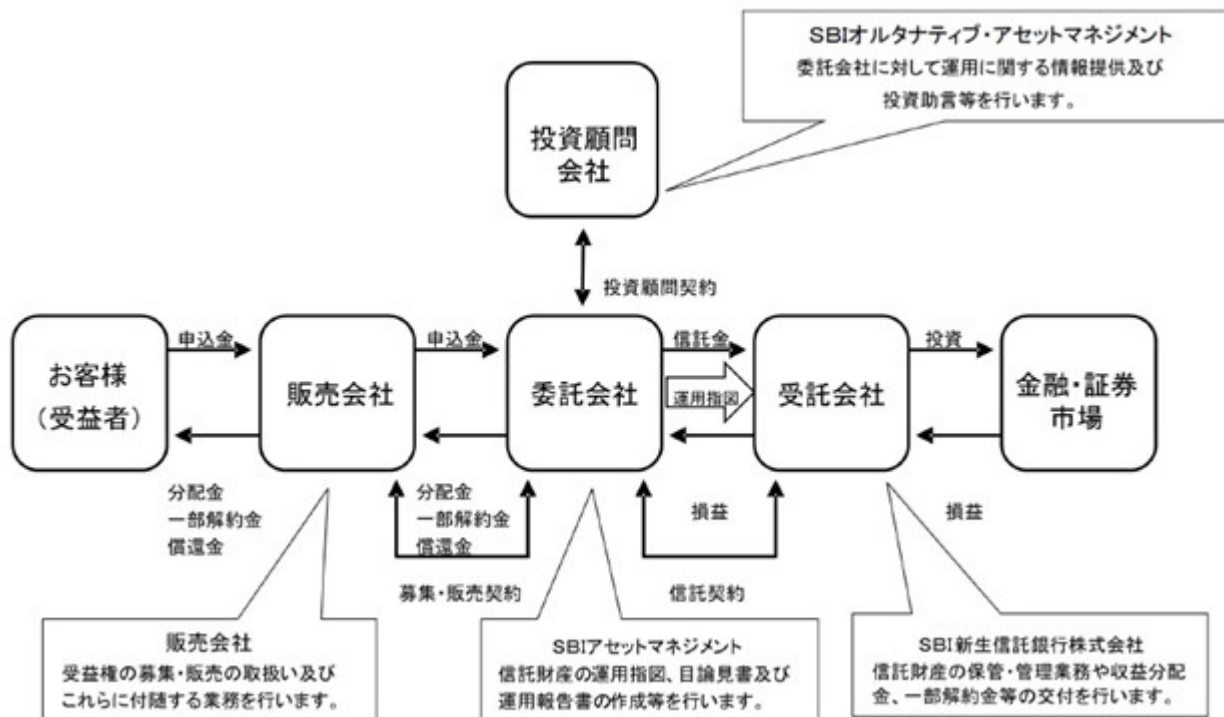 SBIオルタナティブ・アセットマネジメント
委託会社に対して運用に関する情報提供及び
投資助言等を行います。
投資顧問
会社
投資顧問契約
お客様
（受益者）
申込金
販売会社
申込金
委託会社
信託金
運用指図
受託会社
投資
金融・証券
市場
分配金
一部解約金
償還金
分配金
一部解約金
償還金
損益
損益
募集・販売契約
信託契約
販売会社
受益権の募集・販売の取扱い及び
これらに付随する業務を行います。
SBIアセットマネジメント
信託財産の運用指図、目論見書及び
運用報告書の作成等を行います。
SBI新生信託銀行株式会社
信託財産の保管・管理業務や収益分配
金、一部解約金等の交付を行います。